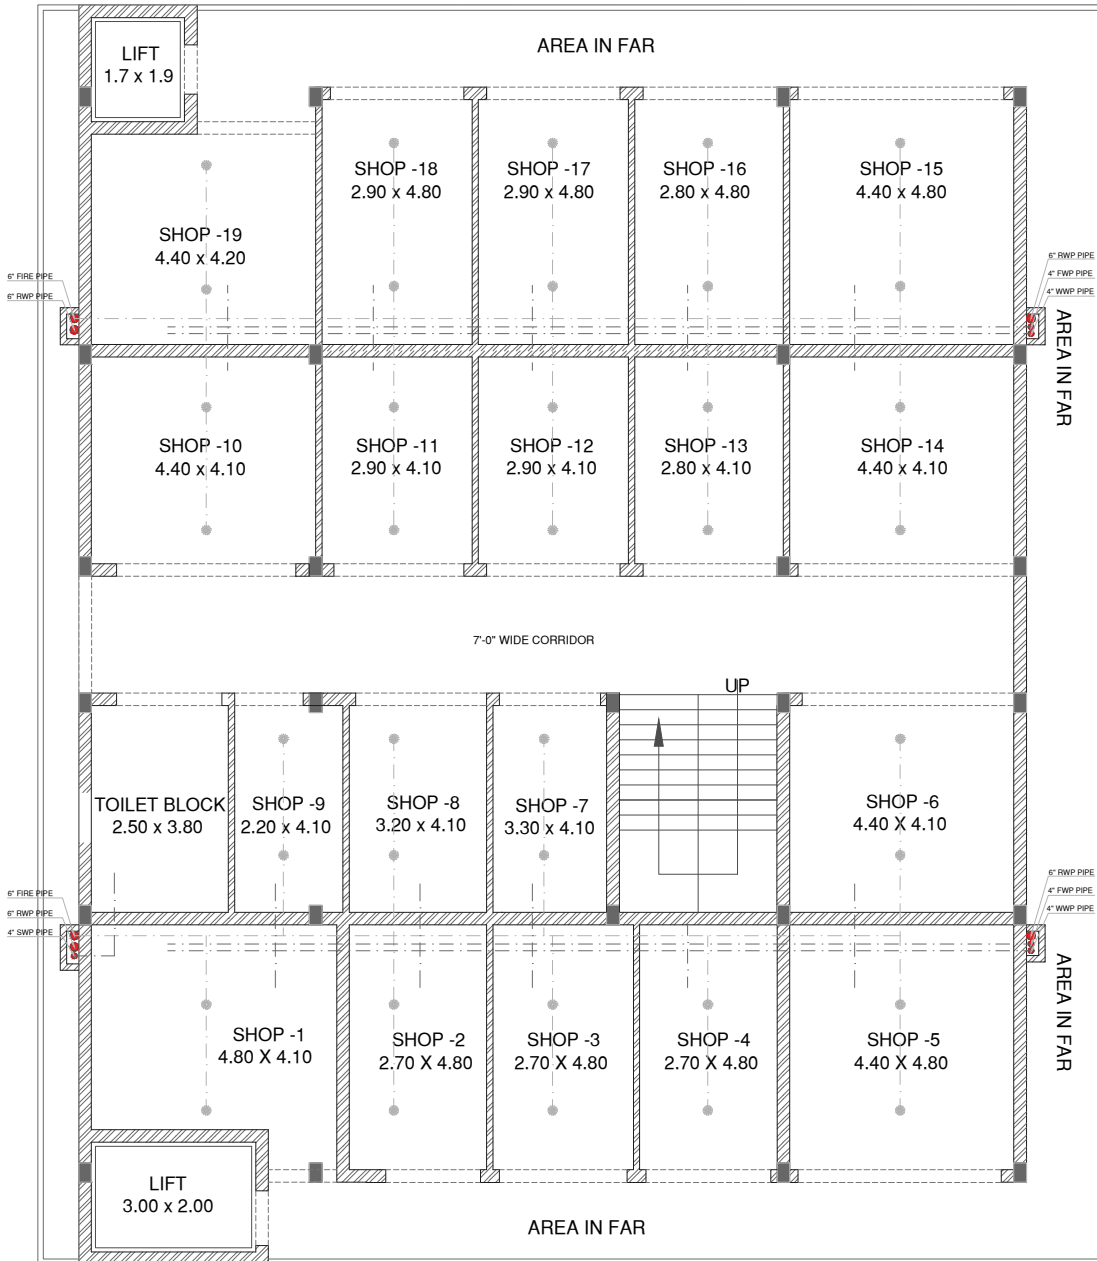 AREA IN FAR
LIFT
1.7 x 1.9
SHOP -18
2.90 x 4.80
SHOP -17
2.90 x 4.80
SHOP -16
2.80 x 4.80
SHOP -15
4.40 x 4.80
SHOP -19
4.40 x 4.20
6" FIRE PIPE
6" RWP PIPE
6" RWP PIPE
4" FWP PIPE
4" WWP PIPE
AREA IN FAR
SHOP -10
4.40 x 4.10
SHOP -11
2.90 x 4.10
SHOP -12
2.90 x 4.10
SHOP -13
2.80 x 4.10
SHOP -14
4.40 x 4.10
7'-0" WIDE CORRIDOR
UP
TOILET BLOCK
2.50 x 3.80
SHOP -9
2.20 x 4.10
SHOP -8
3.20 x 4.10
SHOP -7
3.30 x 4.10
SHOP -6
4.40 X 4.10
6" FIRE PIPE
6" RWP PIPE
4" SWP PIPE
6" RWP PIPE
4" FWP PIPE
4" WWP PIPE
AREA IN FAR
SHOP -1
4.80 X 4.10
SHOP -2
2.70 X 4.80
SHOP -3
2.70 X 4.80
SHOP -4
2.70 X 4.80
SHOP -5
4.40 X 4.80
LIFT
3.00 x 2.00
AREA IN FAR